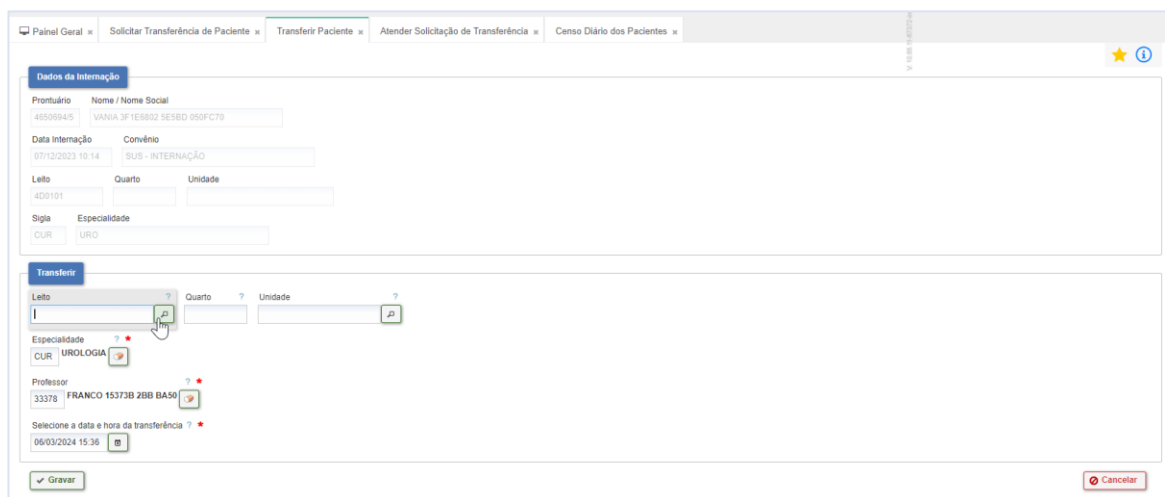 Painel Geral × Solicitar Transferência de Paciente × Transferir Paciente × Atender Solicitação de Transferência × Censo Diário dos Pacientes ×
Dados da Internação
Prontuário Nome / Nome Social
4650694/5 VANIA 3F1E6802 5E5BD 050FC70
Data Internação Convênio
07/12/2023 10:14 SUS - INTERNAÇÃO
Leito Quarto Unidade
4D0101
Sigla Especialidade
CUR URO
Transferir
Leito ? Quarto ? Unidade ?
Especialidade ? ★
CUR UROLOGIA
Professor ? ★
33378 FRANCO 15373B 2BB BA50
Selecione a data e hora da transferência ? ★
06/03/2024 15:36
Gravar Cancelar